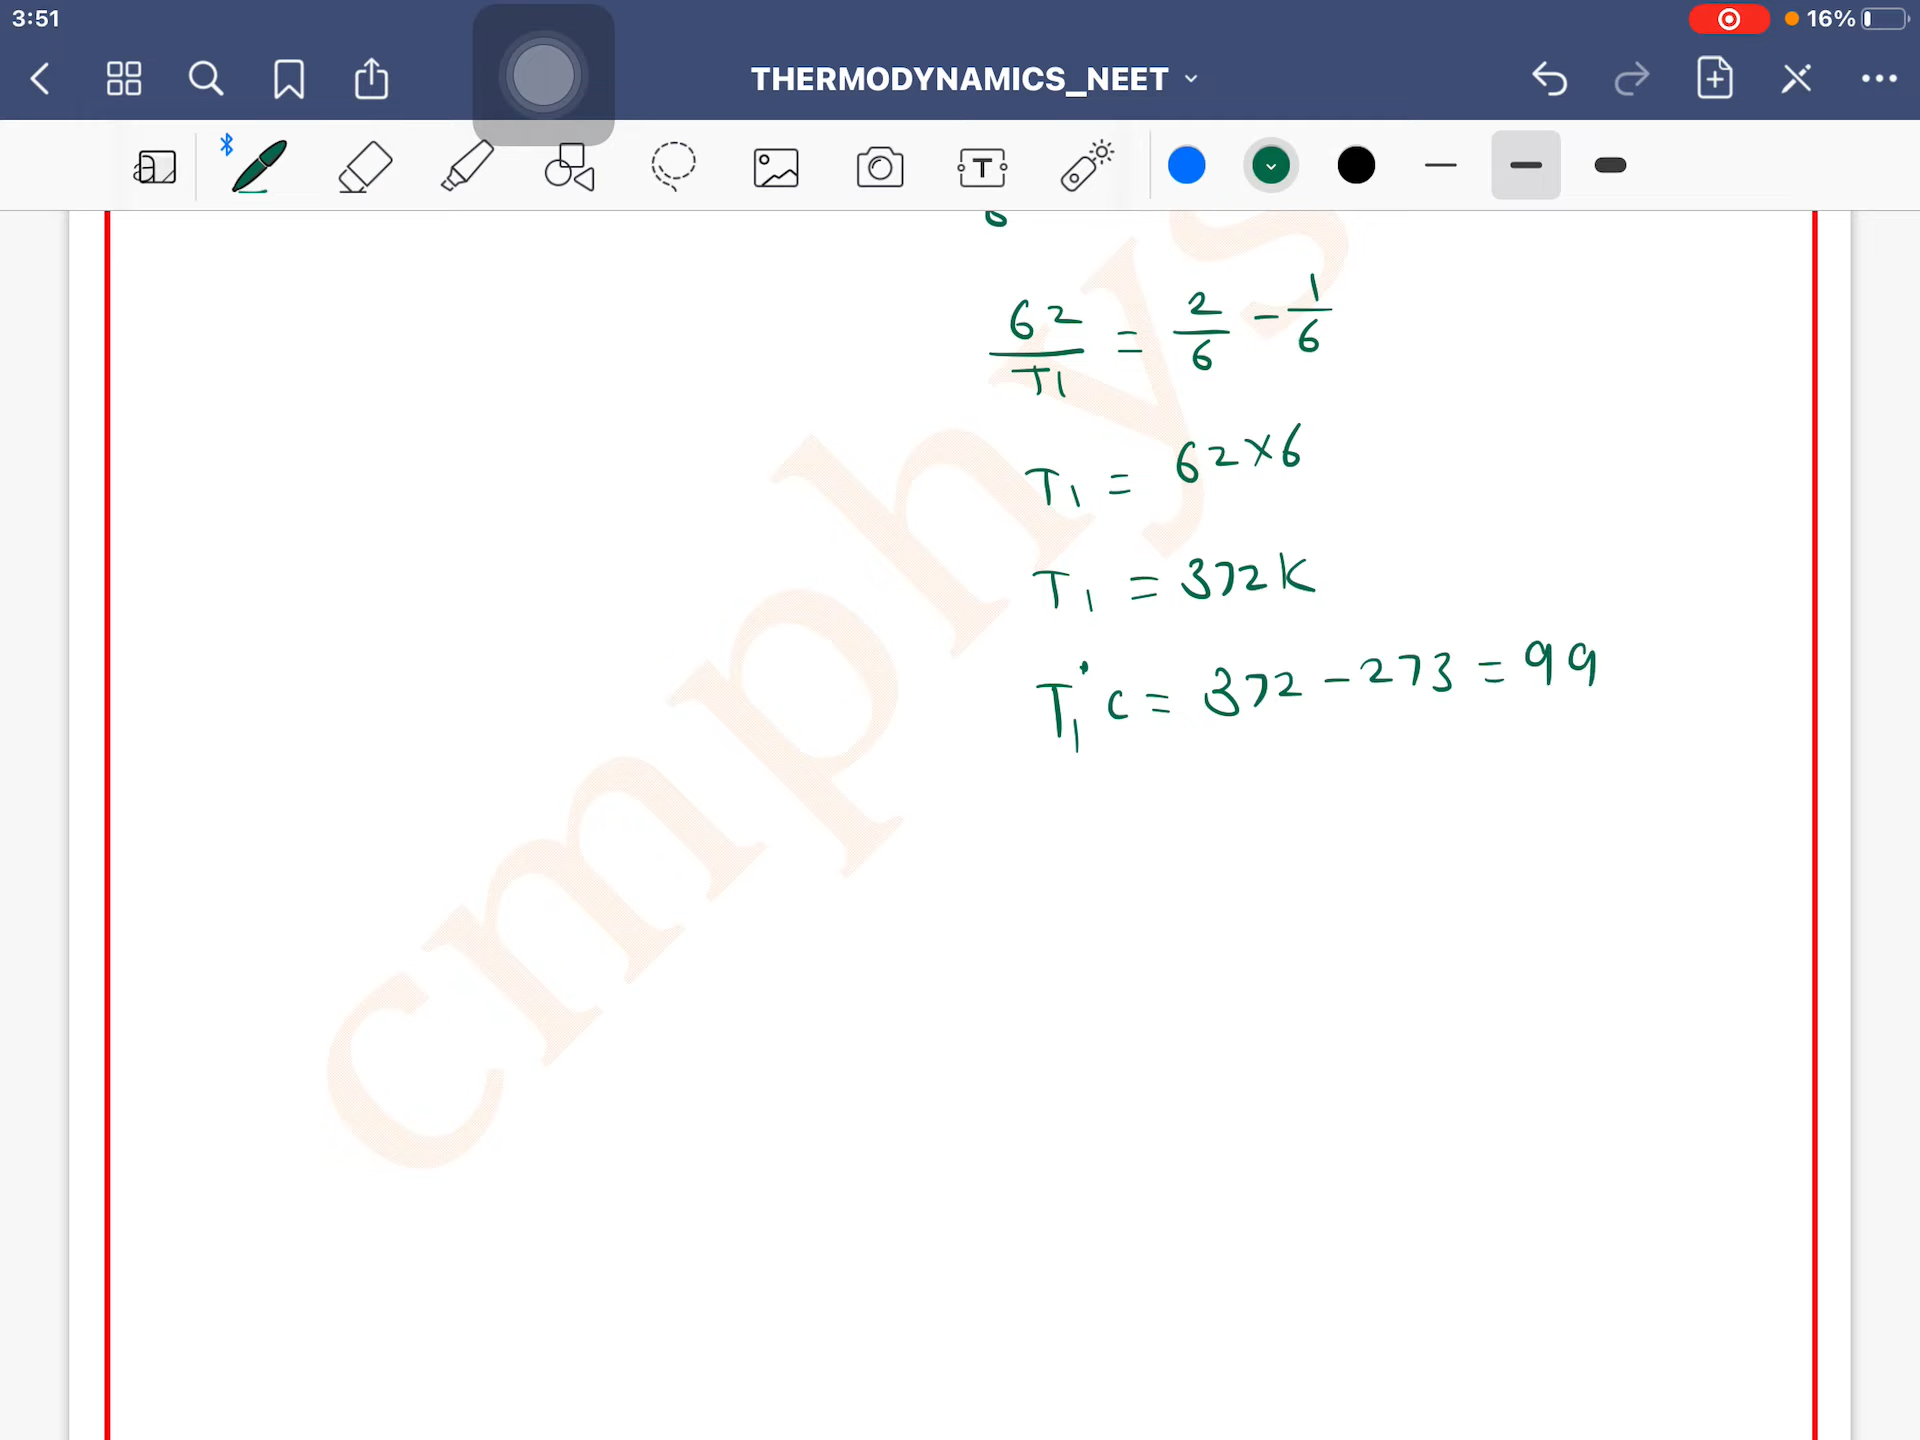 3:51
16%
THERMODYNAMICS_NEET
T
6
62/T1 = 2/6 - 1/6
T1 = 62×6
T1 = 372K
T1°C = 372 - 273 = 99
cmphys